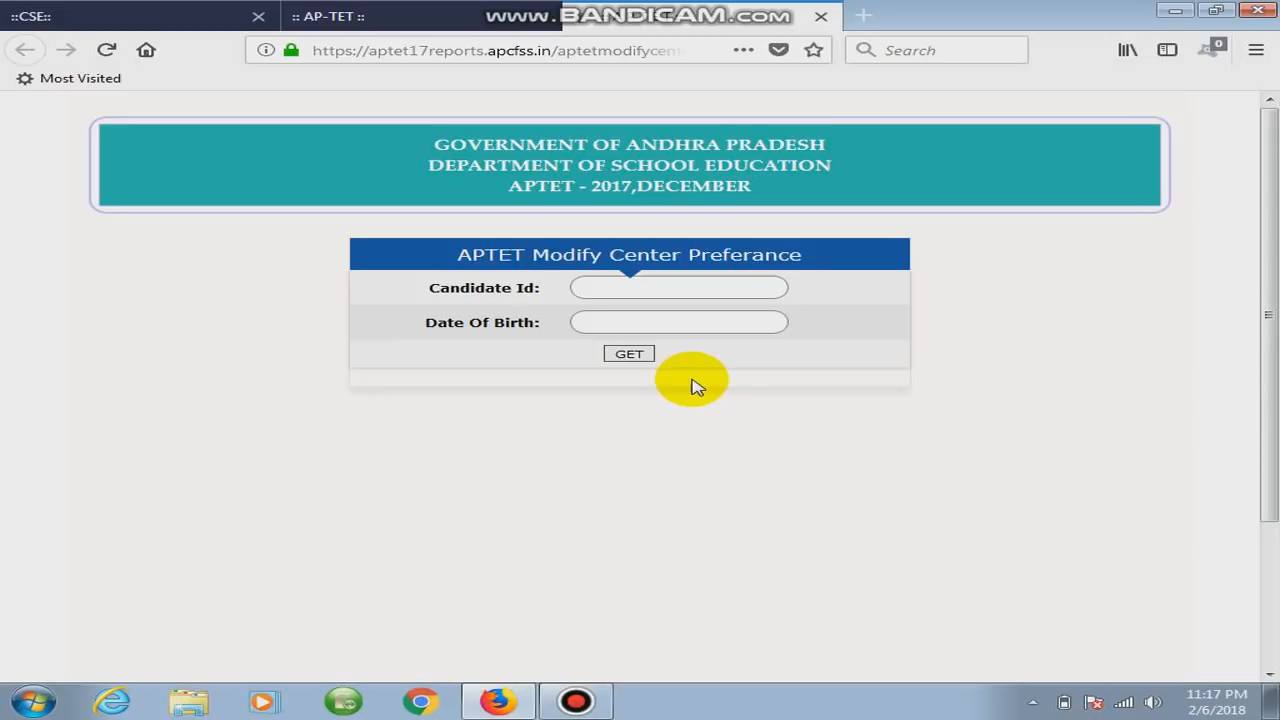 ::CSE::
:: AP-TET ::
www.BANDICAM.com
https://aptet17reports.apcfss.in/aptetmodifycen
Search
0
Most Visited
GOVERNMENT OF ANDHRA PRADESH
DEPARTMENT OF SCHOOL EDUCATION
APTET - 2017,DECEMBER
APTET Modify Center Preferance
Candidate Id:
Date Of Birth:
GET
11:17 PM
2/6/2018